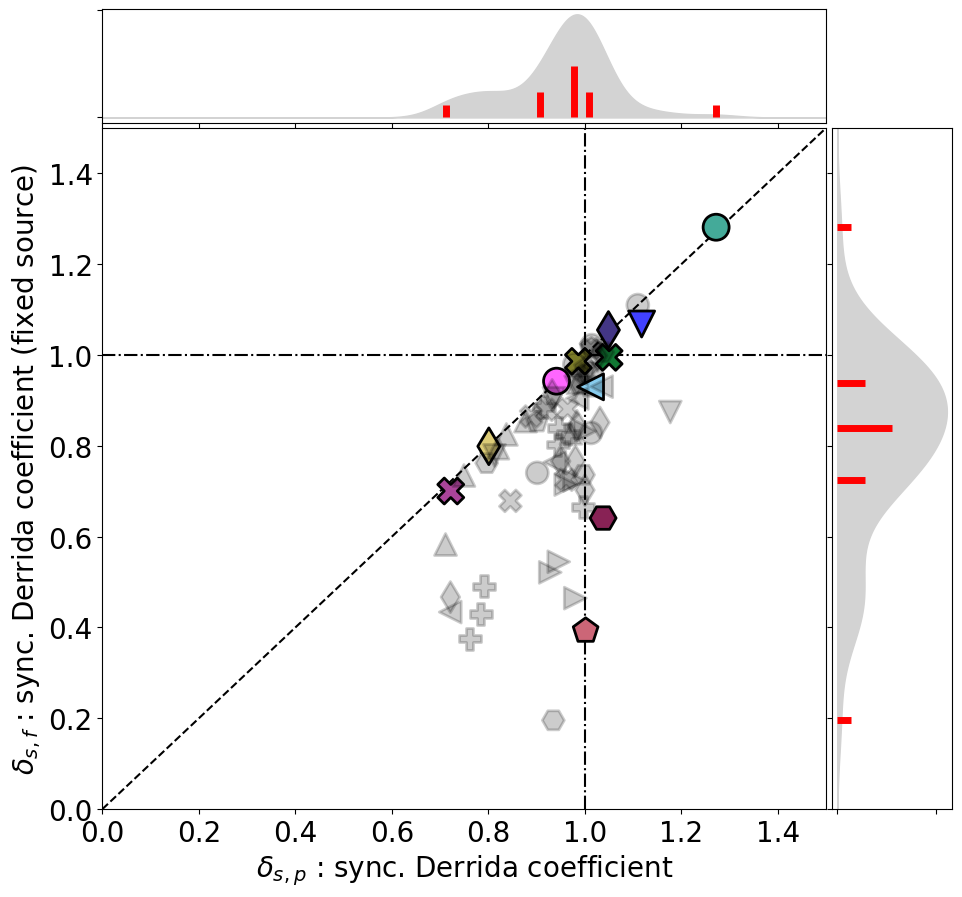 1.4
1.2
1.0
0.8
0.6
0.4
0.2
0.0
δs,f : sync. Derrida coefficient (fixed source)
0.0 0.2 0.4 0.6 0.8 1.0 1.2 1.4
δs,p : sync. Derrida coefficient